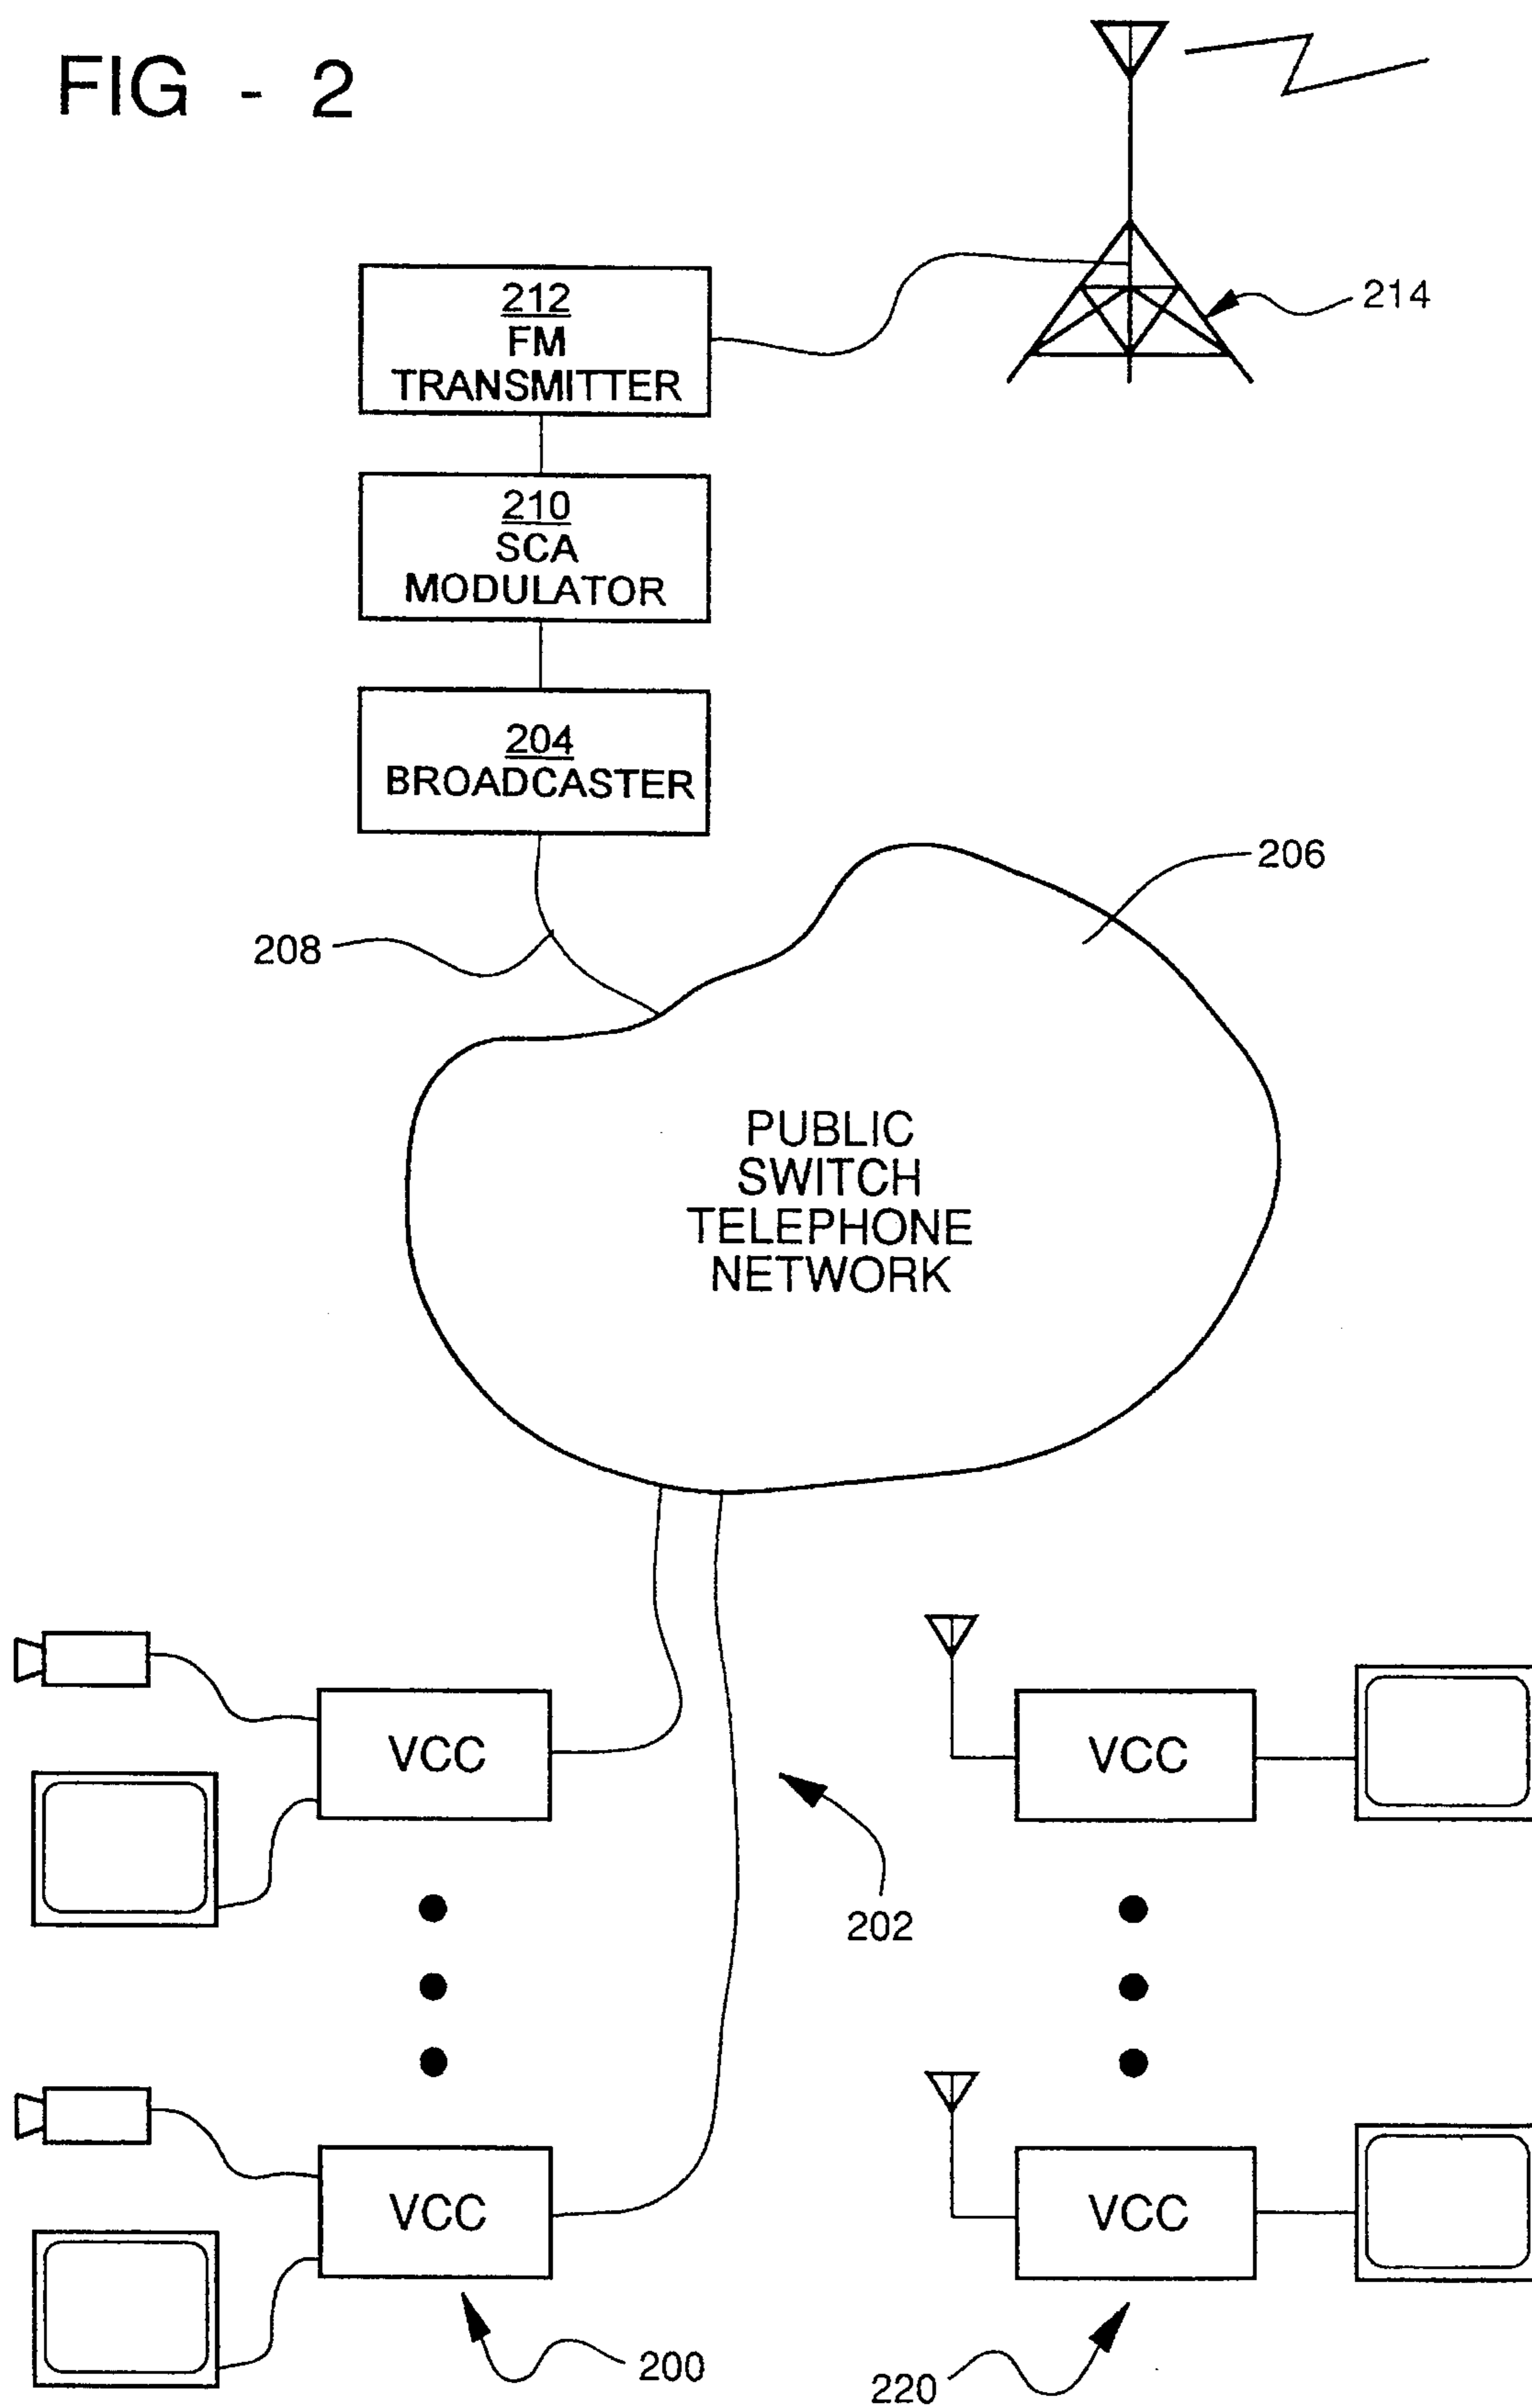 FIG - 2
214
212
FM
TRANSMITTER
210
SCA
MODULATOR
204
BROADCASTER
206
208
PUBLIC
SWITCH
TELEPHONE
NETWORK
VCC
VCC
202
VCC
VCC
200
220